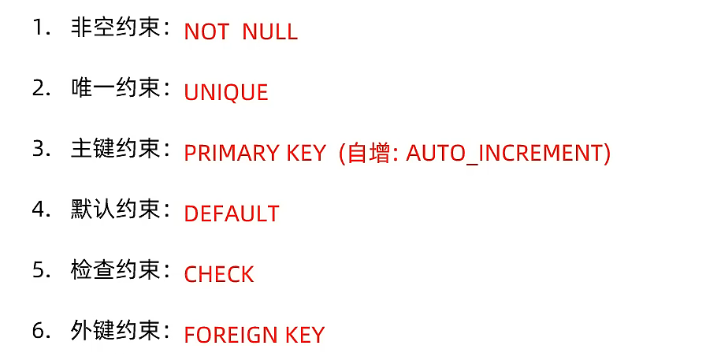 1. 非空约束：NOT NULL
2. 唯一约束：UNIQUE
3. 主键约束：PRIMARY KEY (自增: AUTO_INCREMENT)
4. 默认约束：DEFAULT
5. 检查约束：CHECK
6. 外键约束：FOREIGN KEY